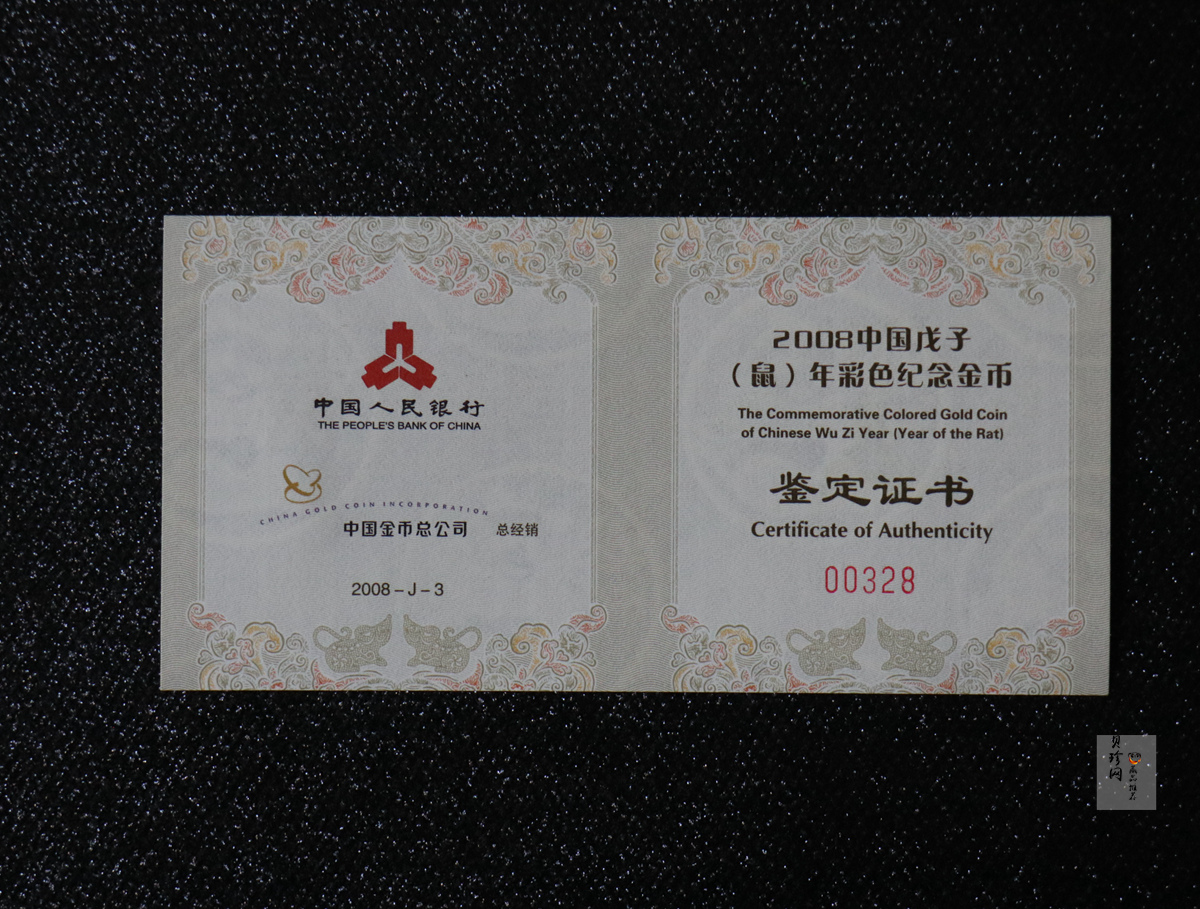 中国人民银行
THE PEOPLE'S BANK OF CHINA
CHINA GOLD COIN INCORPORATION
中国金币总公司 总经销
2008－J－3
2008中国戊子
（鼠）年彩色纪念金币
The Commemorative Colored Gold Coin
of Chinese Wu Zi Year (Year of the Rat)
鉴定证书
Certificate of Authenticity
00328
贝珍网